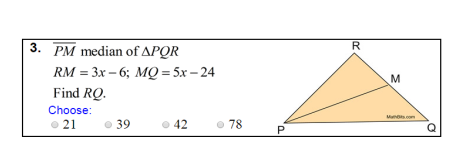 3. PM median of ΔPQR
RM = 3x – 6; MQ = 5x – 24
Find RQ.
Choose:
21 39 42 78
R
M
MathBits.com
P
Q